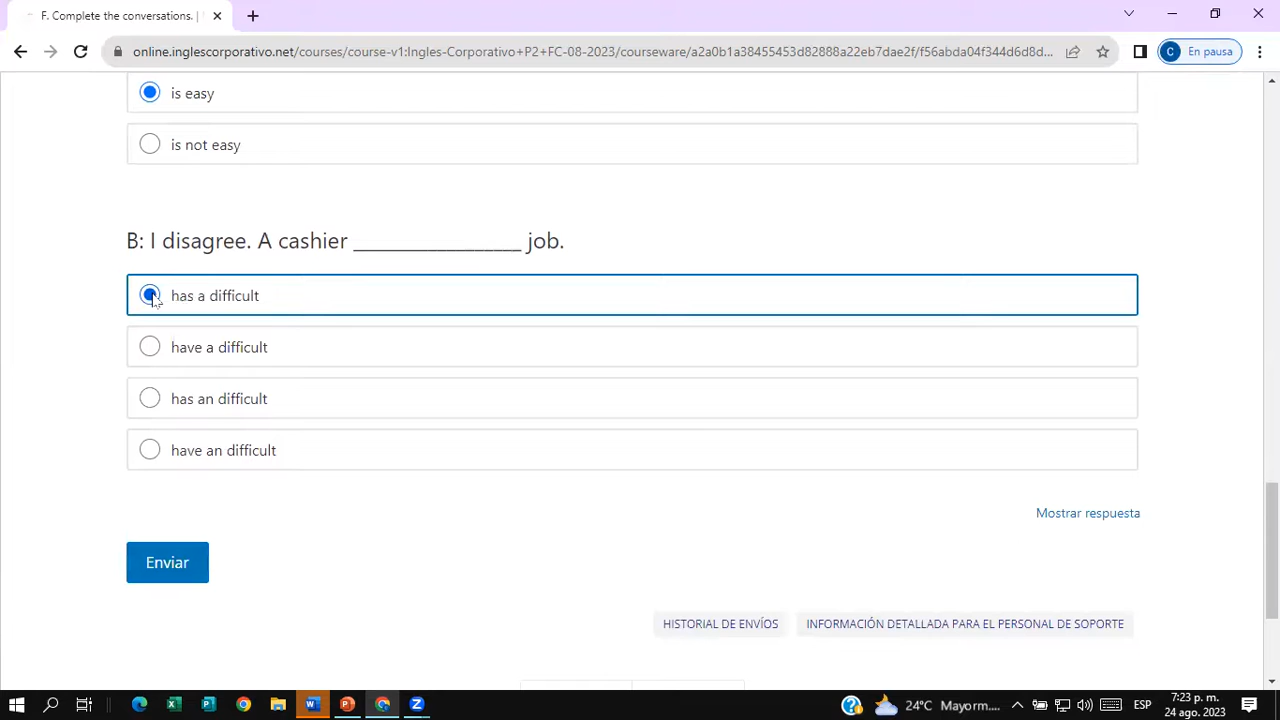 F. Complete the conversations. |
online.inglescorporativo.net/courses/course-v1:Ingles-Corporativo+P2+FC-08-2023/courseware/a2a0b1a38455453d82888a22eb7dae2f/f56abda04f344d6d8d...
C
En pausa
is easy
is not easy
B: I disagree. A cashier ________________ job.
has a difficult
have a difficult
has an difficult
have an difficult
Mostrar respuesta
Enviar
HISTORIAL DE ENVÍOS
INFORMACIÓN DETALLADA PARA EL PERSONAL DE SOPORTE
24°C Mayorm....
ESP
7:23 p. m.
24 ago. 2023